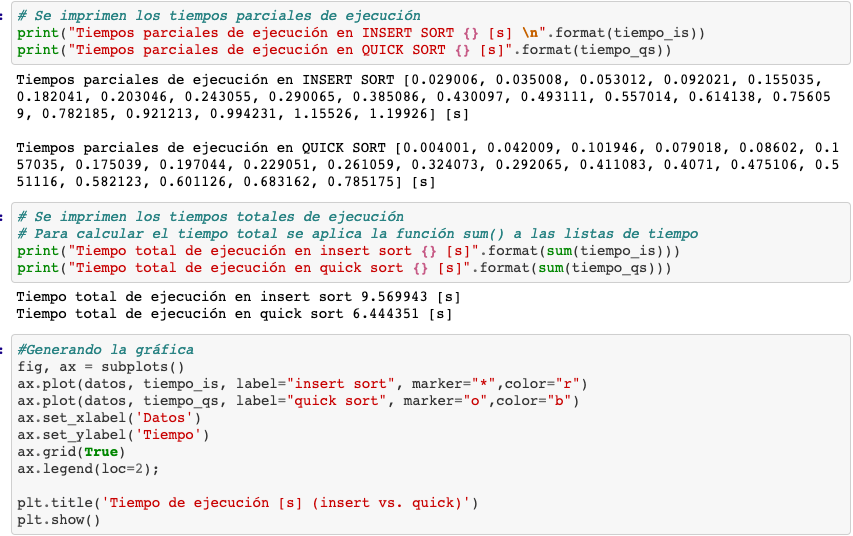 # Se imprimen los tiempos parciales de ejecución
print("Tiempos parciales de ejecución en INSERT SORT {} [s] \n".format(tiempo_is))
print("Tiempos parciales de ejecución en QUICK SORT {} [s]".format(tiempo_qs))
Tiempos parciales de ejecución en INSERT SORT [0.029006, 0.035008, 0.053012, 0.092021, 0.155035,
0.182041, 0.203046, 0.243055, 0.290065, 0.385086, 0.430097, 0.493111, 0.557014, 0.614138, 0.75605
9, 0.782185, 0.921213, 0.994231, 1.15526, 1.19926] [s]
Tiempos parciales de ejecución en QUICK SORT [0.004001, 0.042009, 0.101946, 0.079018, 0.08602, 0.1
57035, 0.175039, 0.197044, 0.229051, 0.261059, 0.324073, 0.292065, 0.411083, 0.4071, 0.475106, 0.5
51116, 0.582123, 0.601126, 0.683162, 0.785175] [s]
# Se imprimen los tiempos totales de ejecución
# Para calcular el tiempo total se aplica la función sum() a las listas de tiempo
print("Tiempo total de ejecución en insert sort {} [s]".format(sum(tiempo_is)))
print("Tiempo total de ejecución en quick sort {} [s]".format(sum(tiempo_qs)))
Tiempo total de ejecución en insert sort 9.569943 [s]
Tiempo total de ejecución en quick sort 6.444351 [s]
#Generando la gráfica
fig, ax = subplots()
ax.plot(datos, tiempo_is, label="insert sort", marker="*",color="r")
ax.plot(datos, tiempo_qs, label="quick sort", marker="o",color="b")
ax.set_xlabel('Datos')
ax.set_ylabel('Tiempo')
ax.grid(True)
ax.legend(loc=2);
plt.title('Tiempo de ejecución [s] (insert vs. quick)')
plt.show()